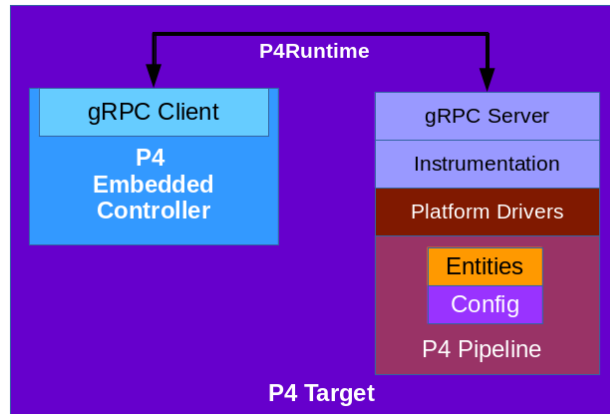 P4Runtime
gRPC Client
P4
Embedded
Controller
gRPC Server
Instrumentation
Platform Drivers
Entities
Config
P4 Pipeline
P4 Target